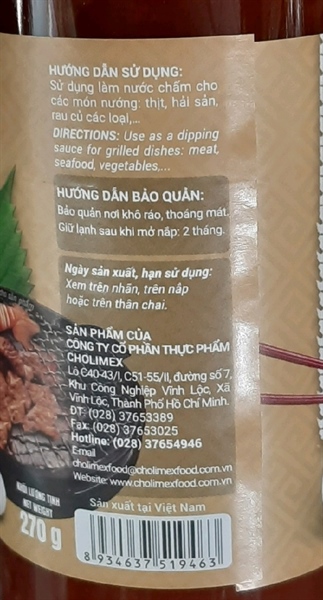 HƯỚNG DẪN SỬ DỤNG:
Sử dụng làm nước chấm cho
các món nướng: thịt, hải sản,
rau củ các loại,...
DIRECTIONS: Use as a dipping
sauce for grilled dishes: meat,
seafood, vegetables,...
HƯỚNG DẪN BẢO QUẢN:
Bảo quản nơi khô ráo, thoáng mát.
Giữ lạnh sau khi mở nắp: 2 tháng.
Ngày sản xuất, hạn sử dụng:
Xem trên nhãn, trên nắp
hoặc trên thân chai.
SẢN PHẨM CỦA
CÔNG TY CỔ PHẦN THỰC PHẨM
CHOLIMEX
Lô C40-43/I, C51-55/II, đường số 7,
Khu Công Nghiệp Vĩnh Lộc, Xã
Vĩnh Lộc, Thành Phố Hồ Chí Minh.
ĐT: (028) 37653389
Fax: (028) 37653025
Hotline: (028) 37654946
E-mail:
cholimexfood@cholimexfood.com.vn
Website: www.cholimexfood.com.vn
Sản xuất tại Việt Nam
KHỐI LƯỢNG TỊNH
NET WEIGHT
270 g
8 934637 519463